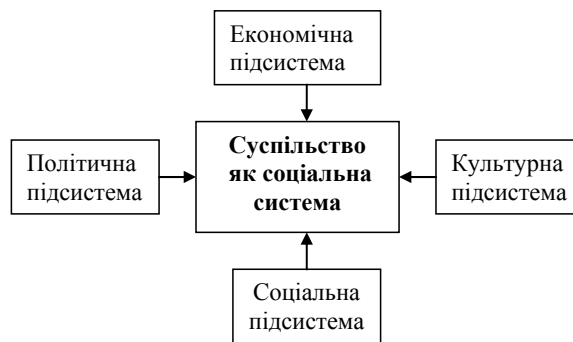 Економічна
підсистема
Політична
підсистема
Суспільство
як соціальна
система
Культурна
підсистема
Соціальна
підсистема